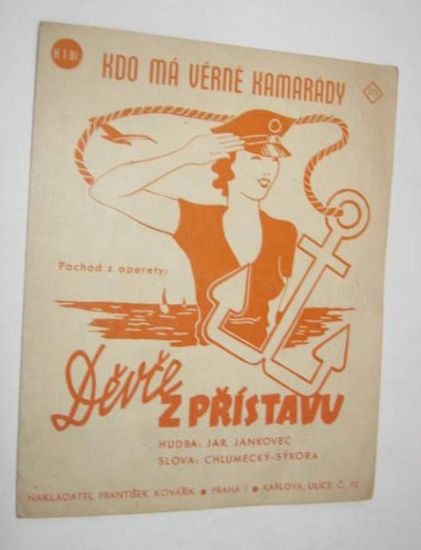 KDO MÁ VĚRNÉ KAMARÁDY
Pochod z operety:
Děvče
Z PŘÍSTAVU
HUDBA: JAR. JANKOVEC
SLOVA: CHLUMECKÝ-SÝKORA
NAKLADATEL FRANTIŠEK KOVAŘÍK • PRAHA I • KARLOVA ULICE Č. 12